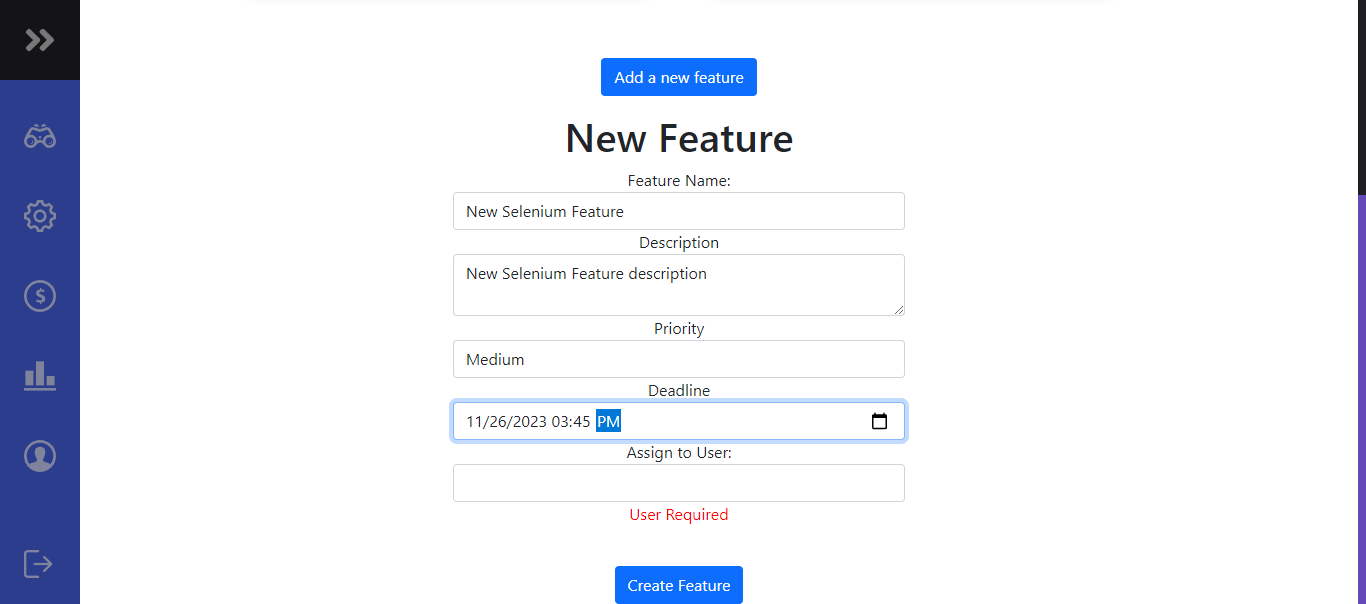 Add a new feature
New Feature
Feature Name:
New Selenium Feature
Description
New Selenium Feature description
Priority
Medium
Deadline
11/26/2023 03:45 PM
Assign to User:
User Required
Create Feature